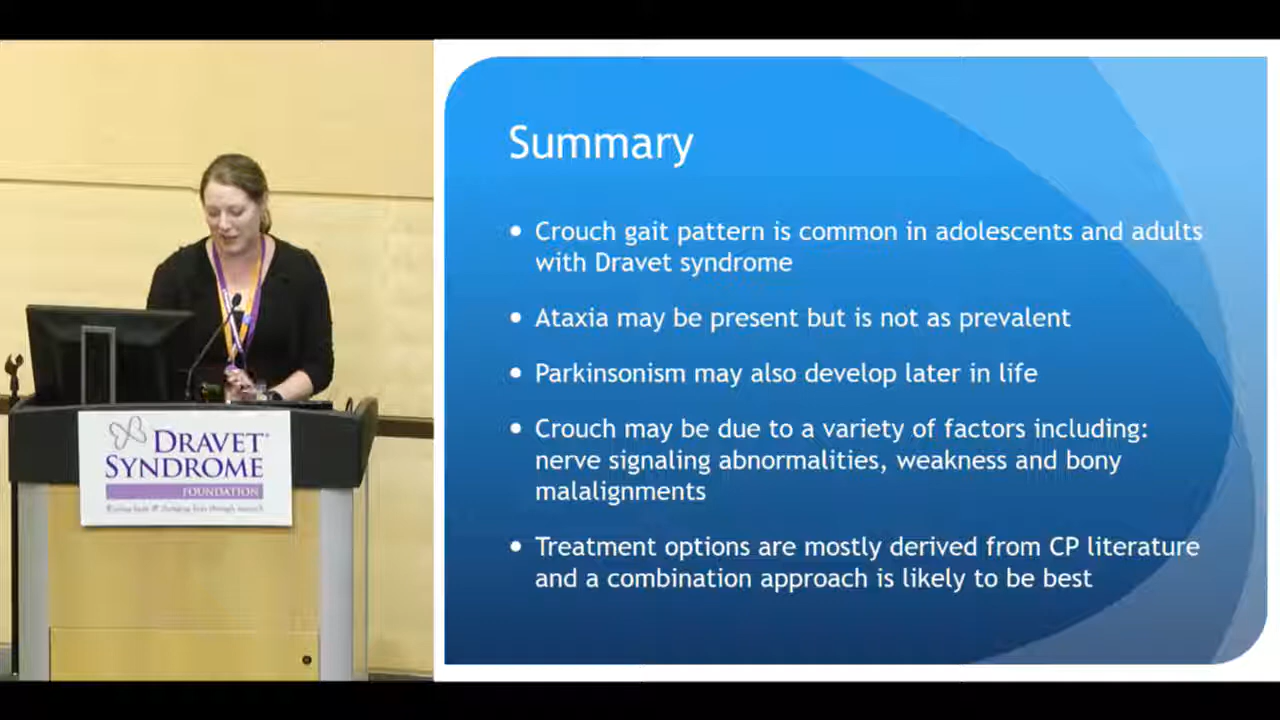 Summary
Crouch gait pattern is common in adolescents and adults
with Dravet syndrome
Ataxia may be present but is not as prevalent
Parkinsonism may also develop later in life
Crouch may be due to a variety of factors including:
nerve signaling abnormalities, weakness and bony
malalignments
Treatment options are mostly derived from CP literature
and a combination approach is likely to be best
DRAVET
SYNDROME
FOUNDATION
through research